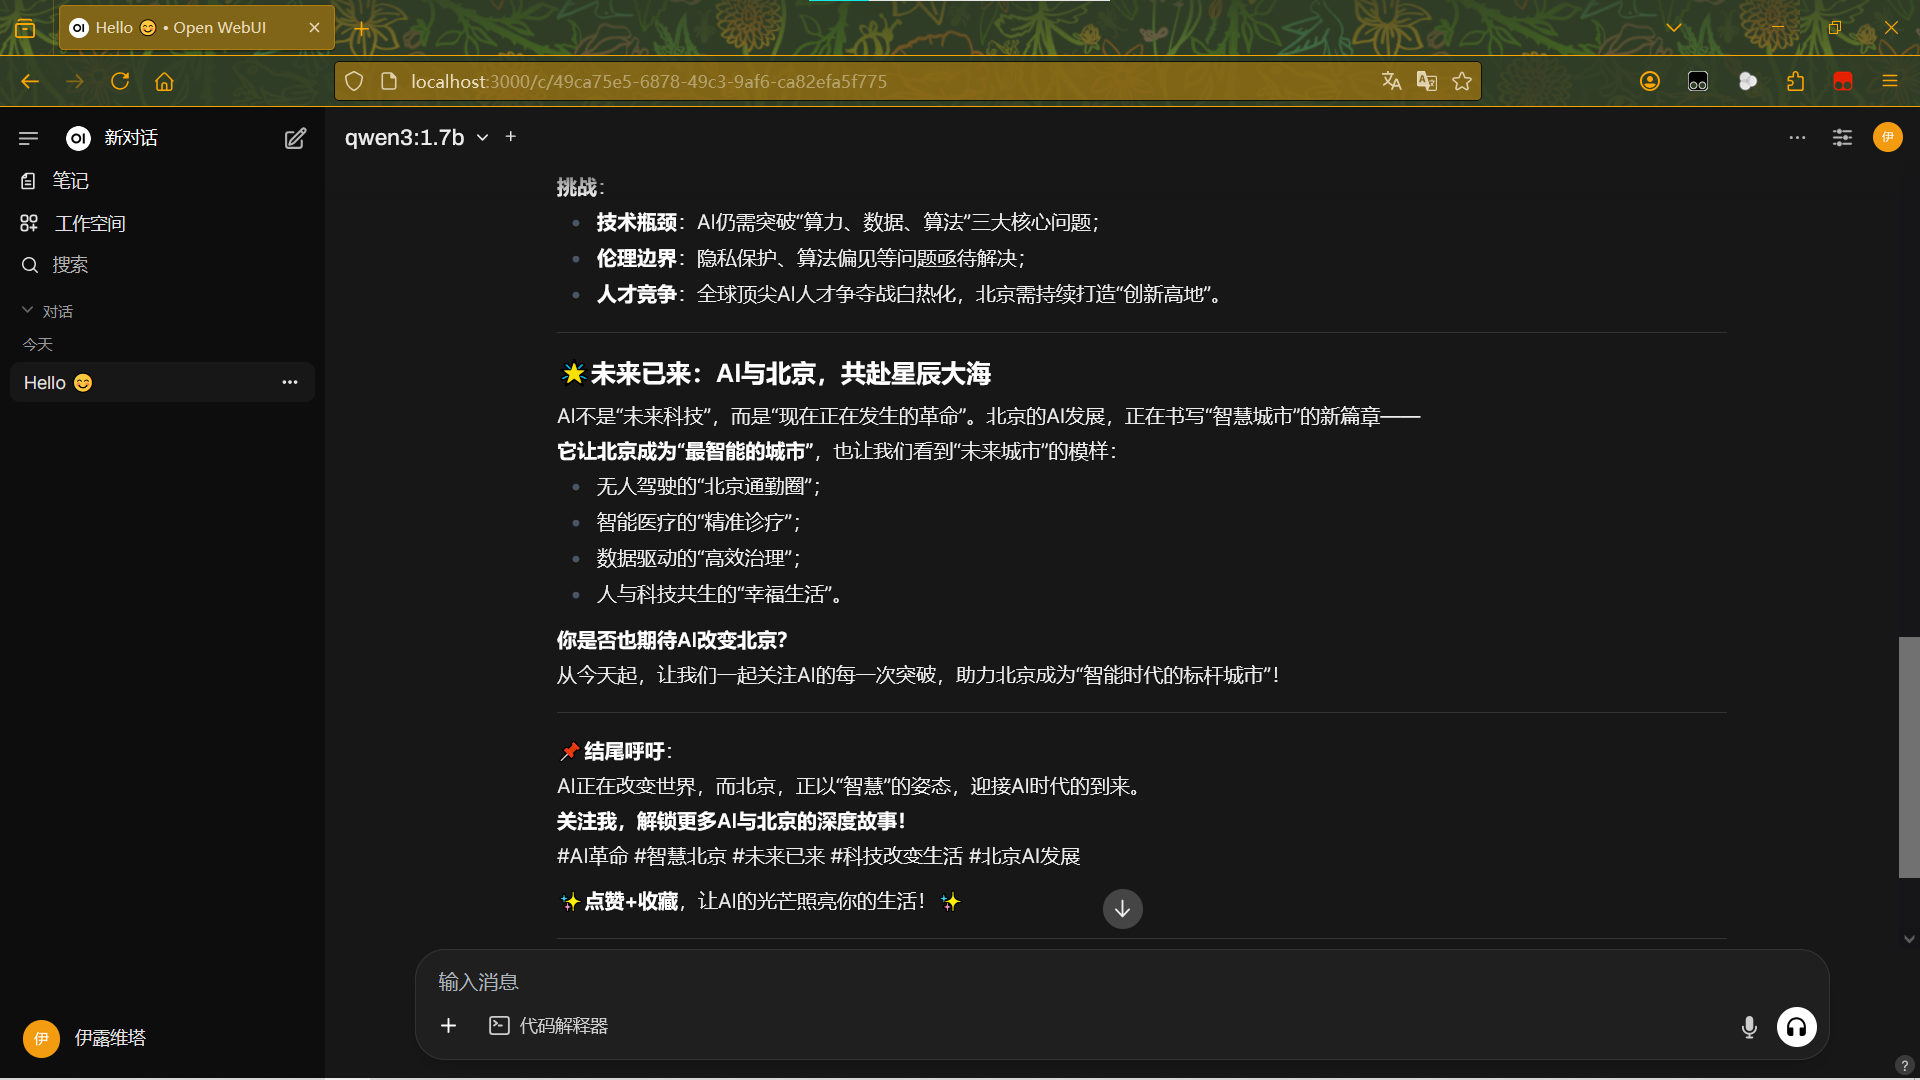 Hello 😊 • Open WebUI
localhost:3000/c/49ca75e5-6878-49c3-9af6-ca82efa5f775
OI 新对话
笔记
工作空间
搜索
对话
今天
Hello 😊
伊 伊露维塔
qwen3:1.7b
伊
挑战：
技术瓶颈：AI仍需突破“算力、数据、算法”三大核心问题；
伦理边界：隐私保护、算法偏见等问题亟待解决；
人才竞争：全球顶尖AI人才争夺战白热化，北京需持续打造“创新高地”。
🌟未来已来：AI与北京，共赴星辰大海
AI不是“未来科技”，而是“现在正在发生的革命”。北京的AI发展，正在书写“智慧城市”的新篇章——
它让北京成为“最智能的城市”，也让我们看到“未来城市”的模样：
无人驾驶的“北京通勤圈”；
智能医疗的“精准诊疗”；
数据驱动的“高效治理”；
人与科技共生的“幸福生活”。
你是否也期待AI改变北京？
从今天起，让我们一起关注AI的每一次突破，助力北京成为“智能时代的标杆城市”！
📌结尾呼吁：
AI正在改变世界，而北京，正以“智慧”的姿态，迎接AI时代的到来。
关注我，解锁更多AI与北京的深度故事！
#AI革命 #智慧北京 #未来已来 #科技改变生活 #北京AI发展
✨点赞+收藏，让AI的光芒照亮你的生活！✨
输入消息
代码解释器
?